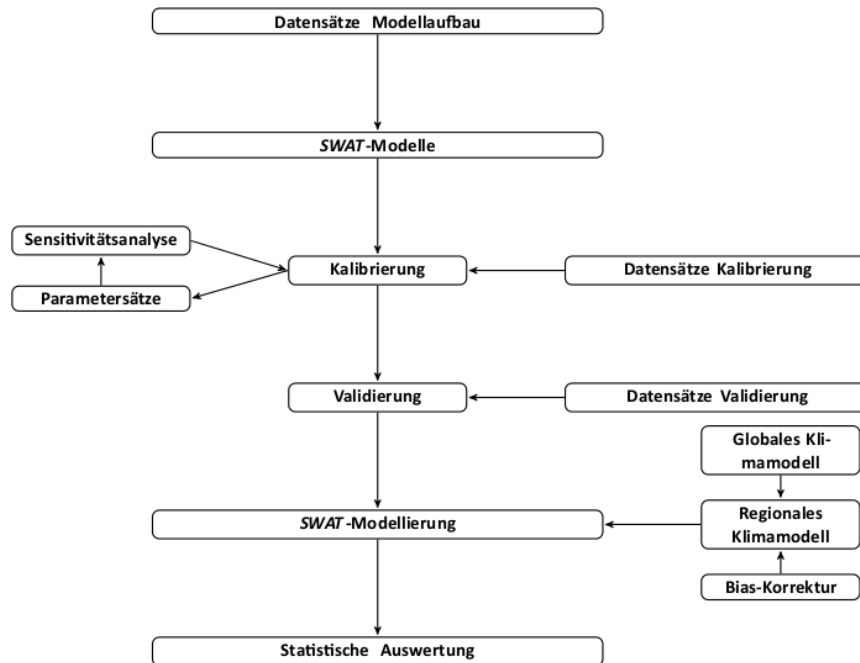 Datensätze Modellaufbau
SWAT-Modelle
Sensitivitätsanalyse
Kalibrierung
Datensätze Kalibrierung
Parametersätze
Validierung
Datensätze Validierung
Globales Kli-
mamodell
SWAT-Modellierung
Regionales
Klimamodell
Bias-Korrektur
Statistische Auswertung